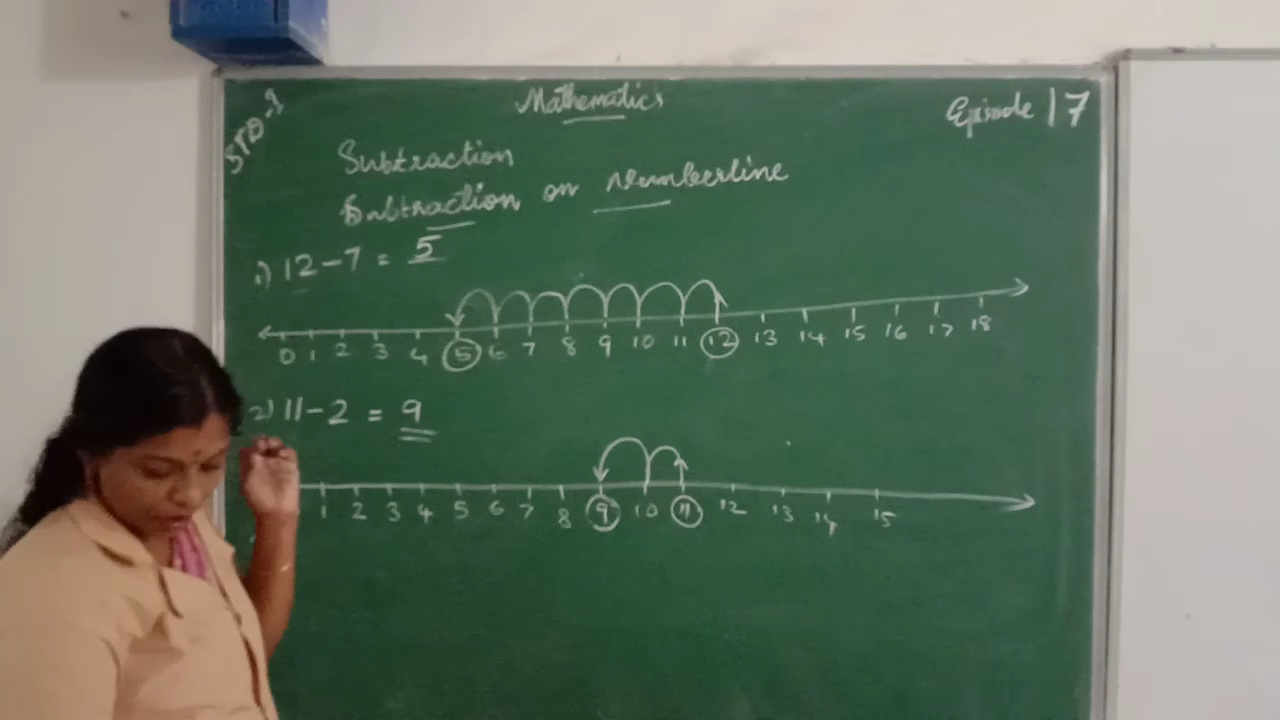 STD-1
Mathematics
Episode 17
Subtraction
Subtraction on Numberline
1) 12-7 = 5
0 1 2 3 4 5 6 7 8 9 10 11 12 13 14 15 16 17 18
2) 11-2 = 9
1 2 3 4 5 6 7 8 9 10 11 12 13 14 15